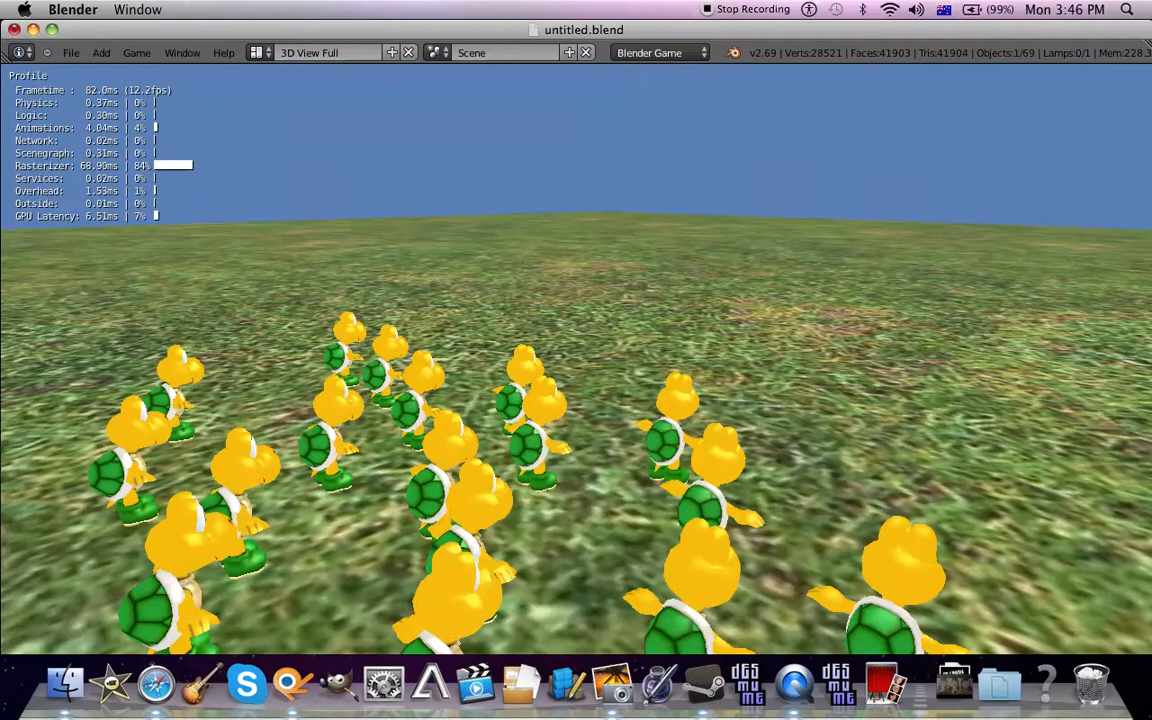 Blender Window Stop Recording (99%) Mon 3:46 PM
untitled.blend
File Add Game Window Help 3D View Full Scene Blender Game v2.69 | Verts:28521 | Faces:41903 | Tris:41904 | Objects:1/69 | Lamps:0/1 | Mem:228.3
Profile
Frametime : 82.0ms (12.2fps)
Physics: 0.37ms | 0%
Logic: 0.30ms | 0%
Animations: 4.04ms | 4%
Network: 0.02ms | 0%
Scenegraph: 0.31ms | 0%
Rasterizer: 68.90ms | 84%
Services: 0.02ms | 0%
Overhead: 1.53ms | 1%
Outside: 0.01ms | 0%
GPU Latency: 6.51ms | 7%